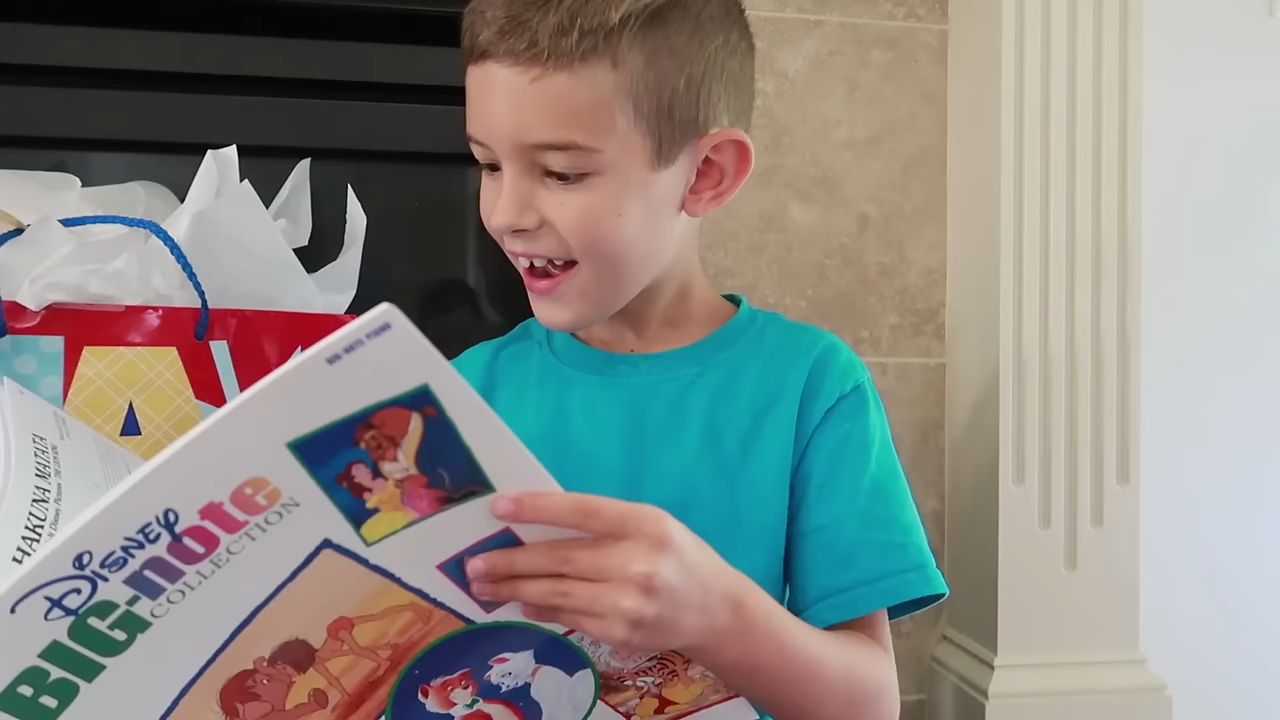 BIG-NOTE PIANO
DISNEY
BIG-note
COLLECTION
HAKUNA MATATA